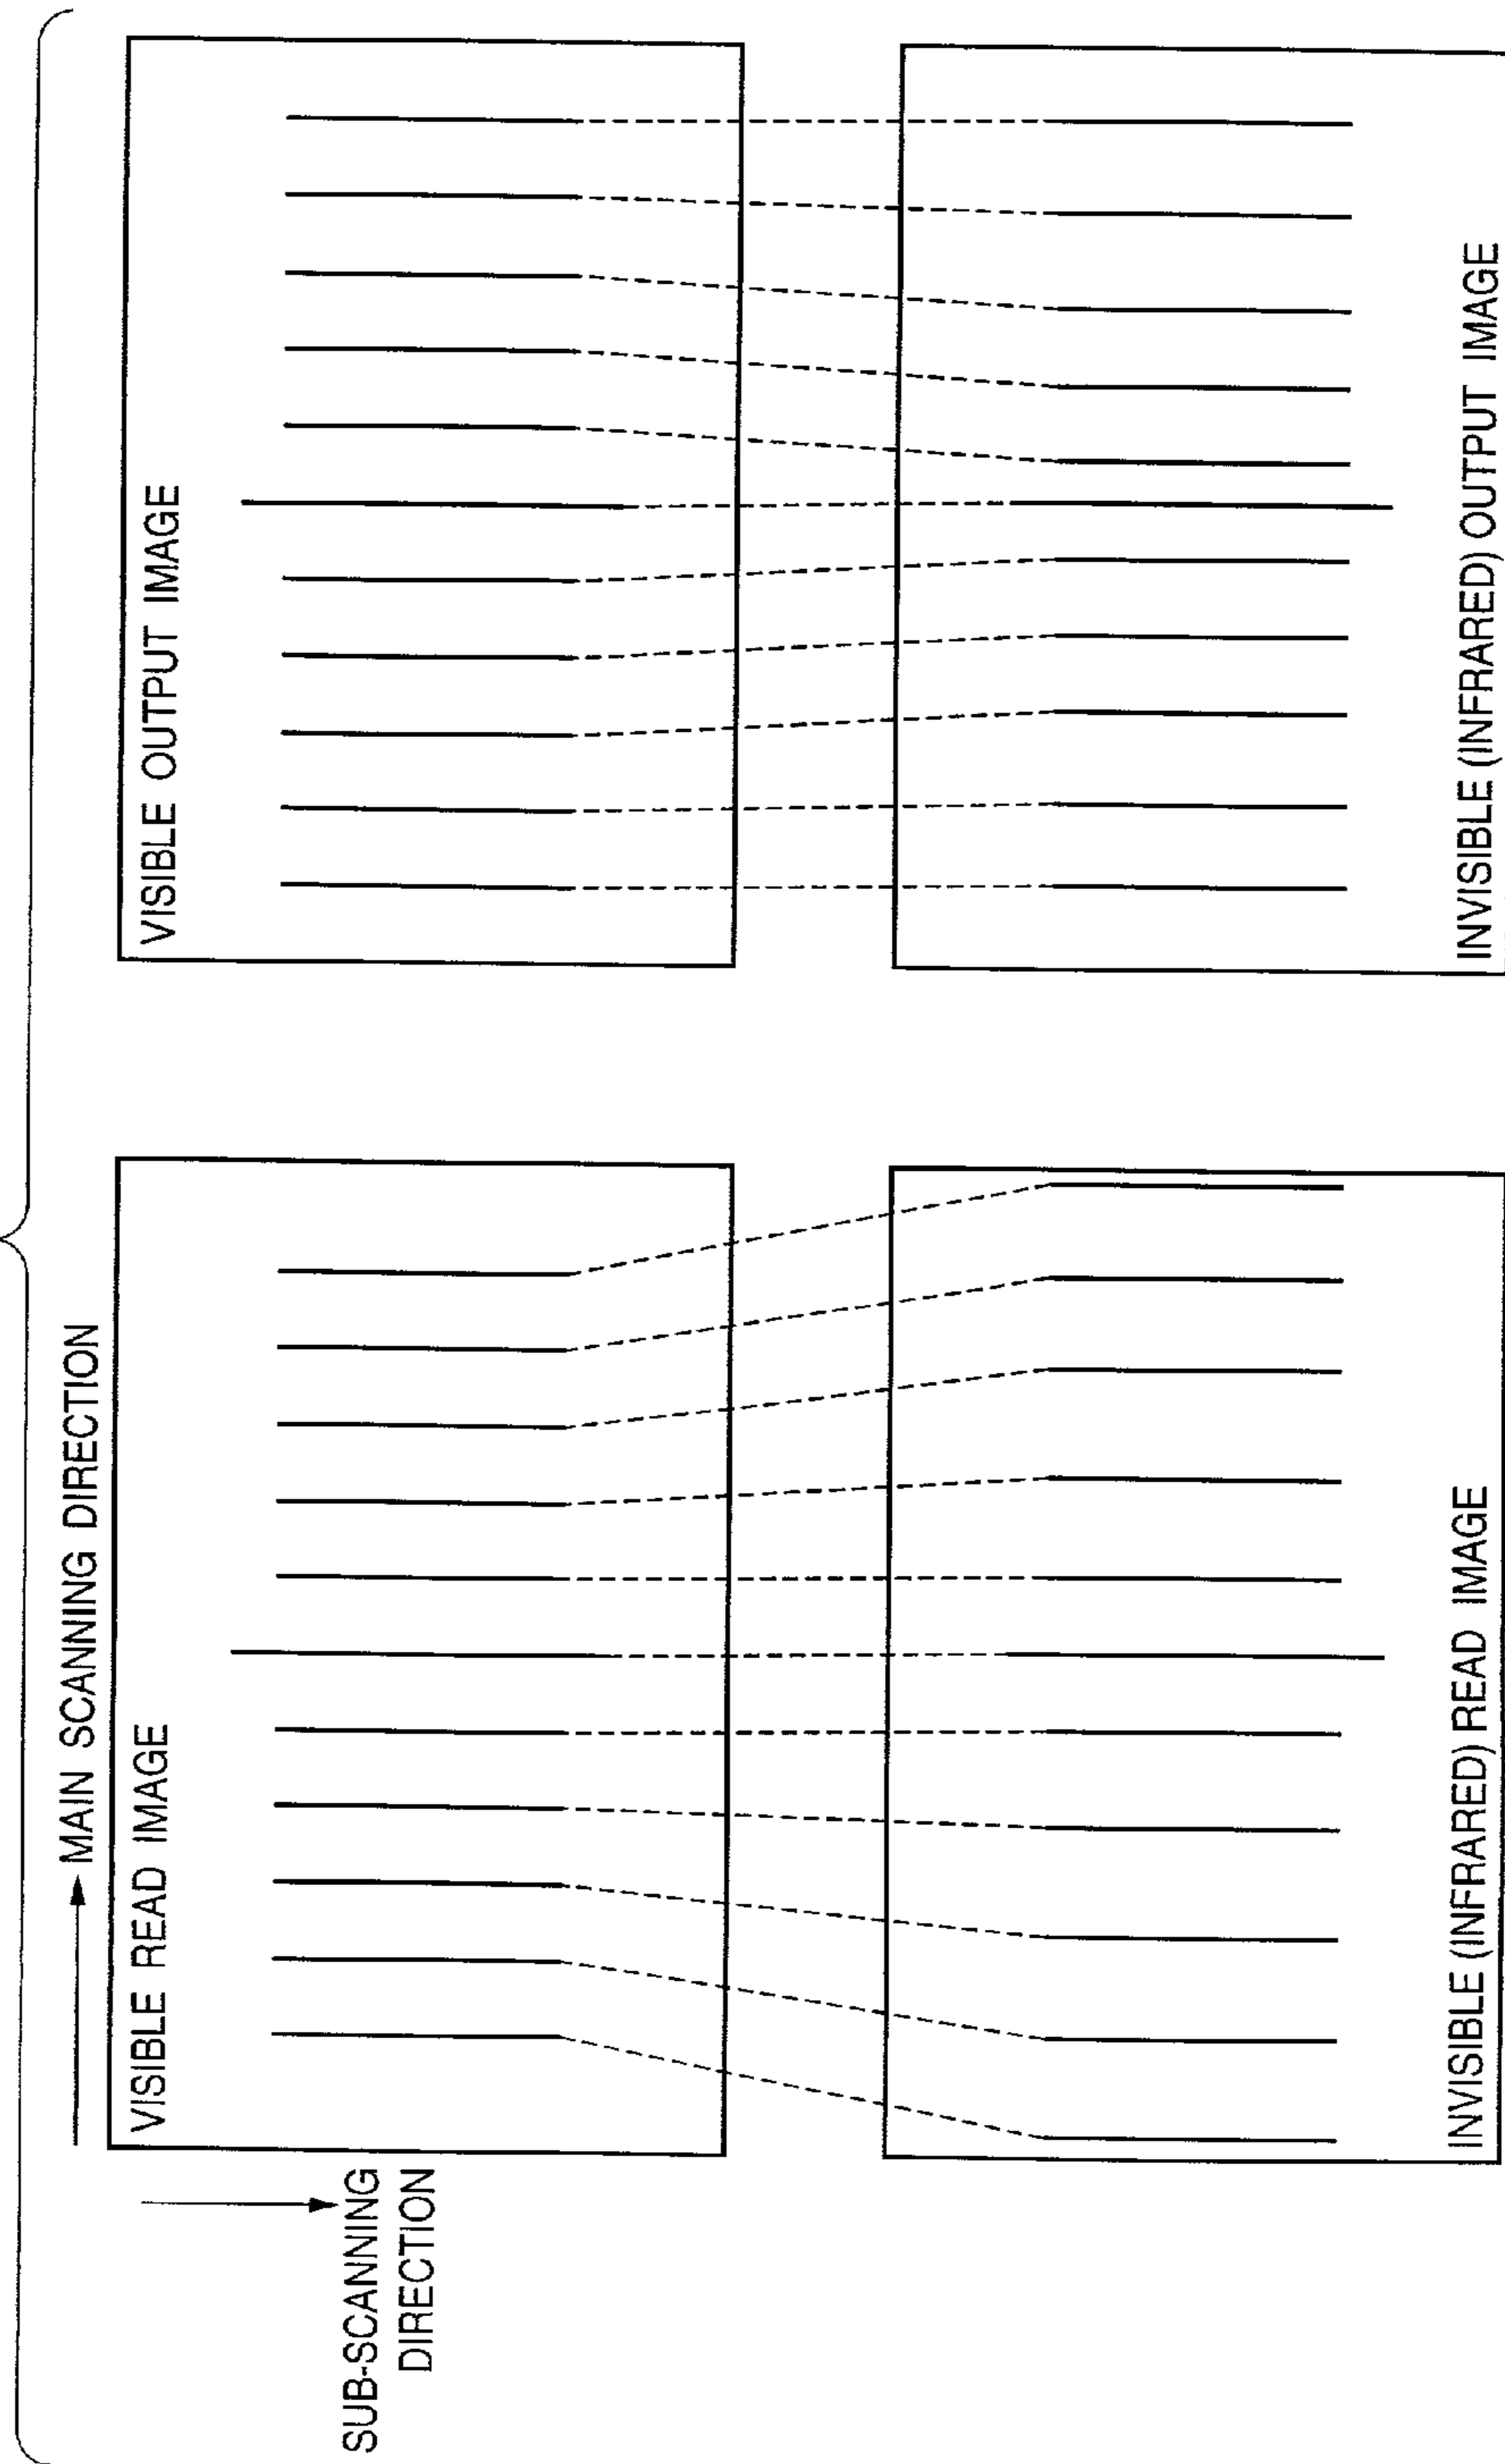 MAIN SCANNING DIRECTION
SUB-SCANNING
DIRECTION
VISIBLE READ IMAGE
INVISIBLE (INFRARED) READ IMAGE
VISIBLE OUTPUT IMAGE
INVISIBLE (INFRARED) OUTPUT IMAGE